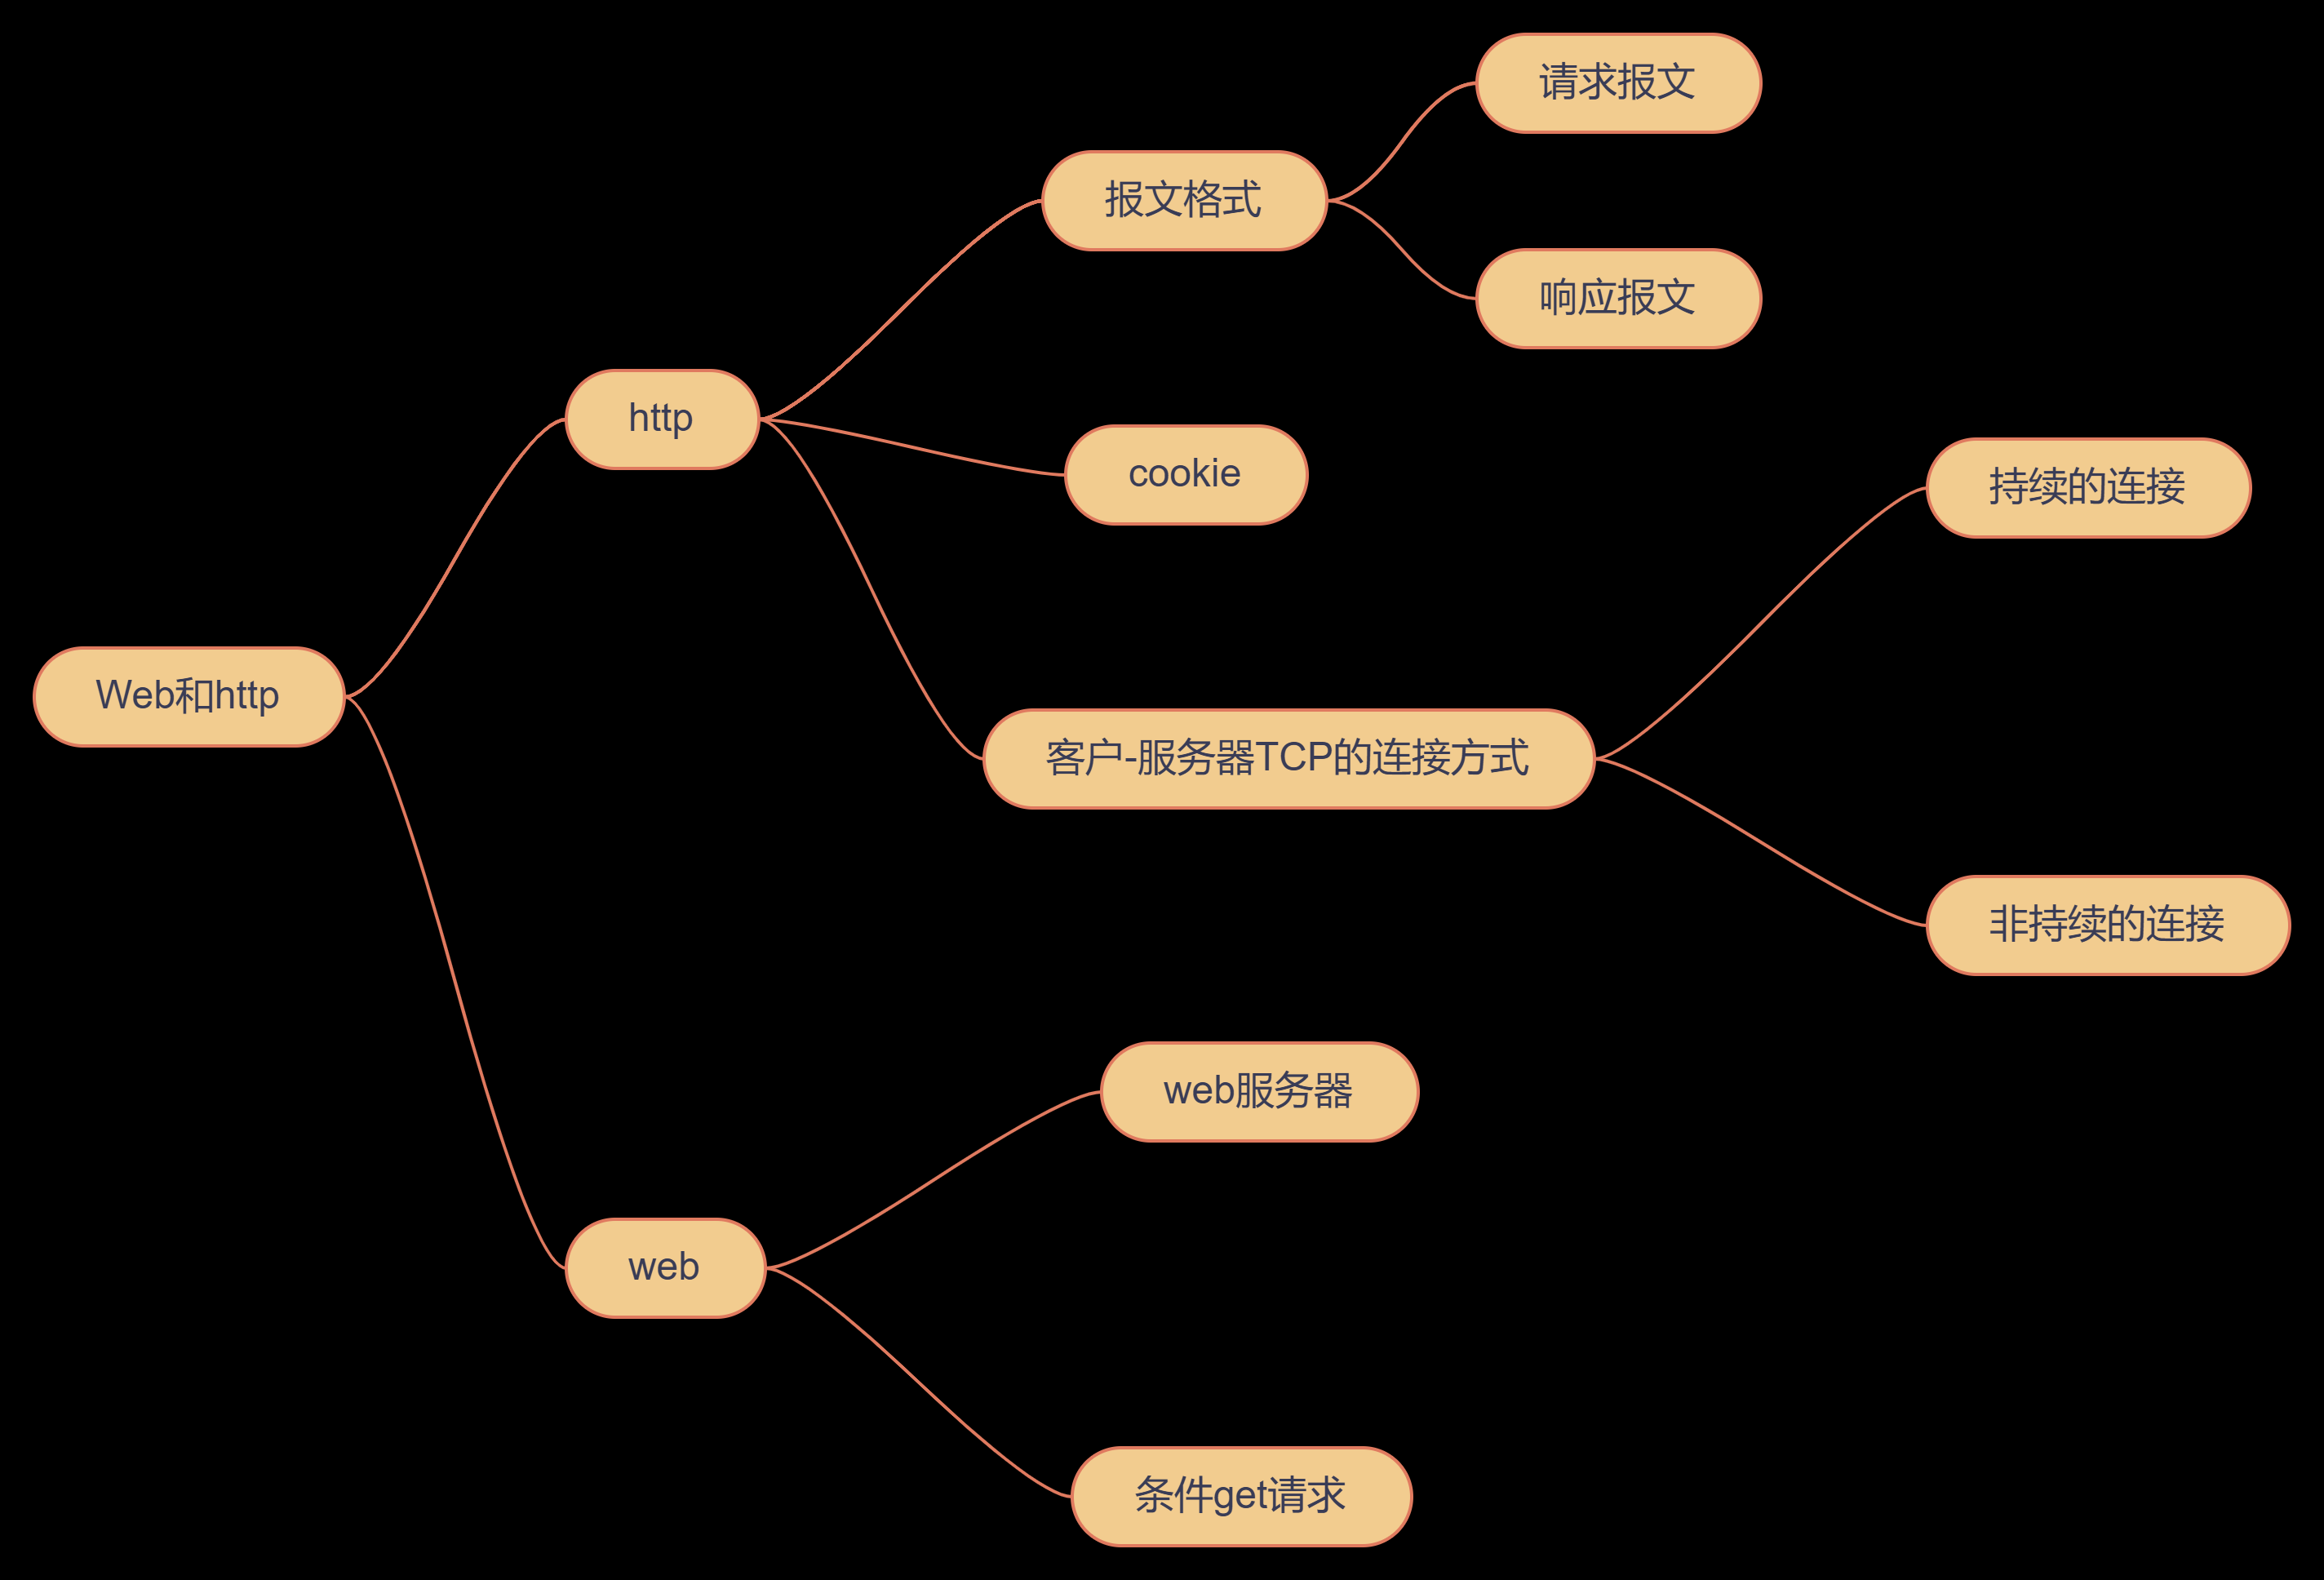 Web和http
http
报文格式
请求报文
响应报文
cookie
客户-服务器TCP的连接方式
持续的连接
非持续的连接
web
web服务器
条件get请求